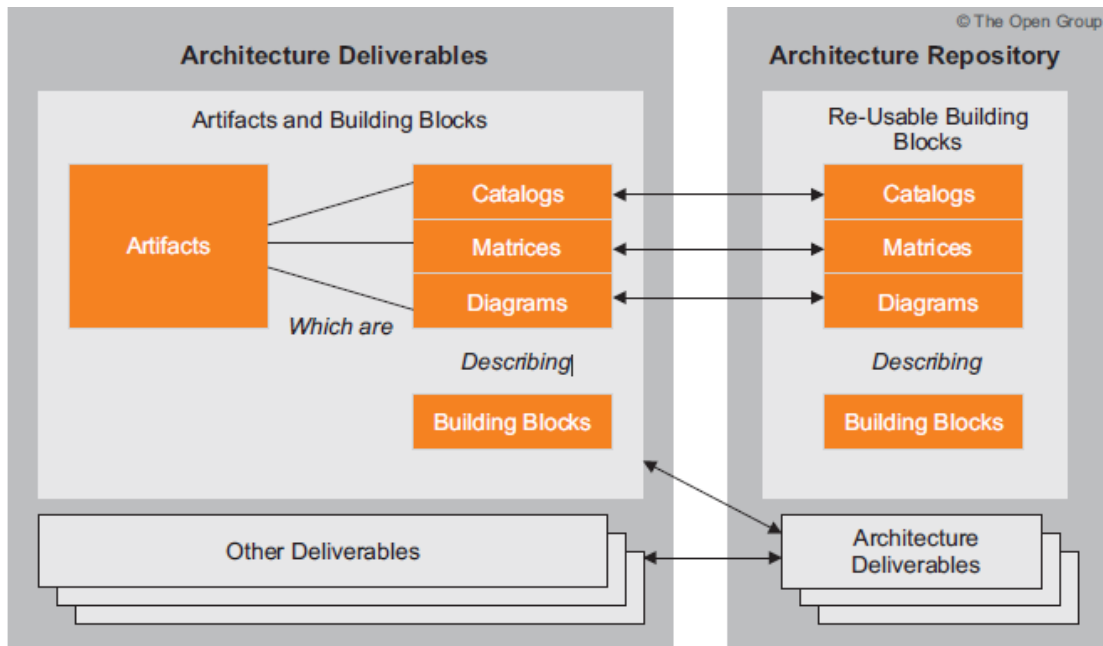 © The Open Group
Architecture Deliverables
Artifacts and Building Blocks
Artifacts
Catalogs
Matrices
Diagrams
Which are
Describing
Building Blocks
Other Deliverables
Architecture Repository
Re-Usable Building
Blocks
Catalogs
Matrices
Diagrams
Describing
Building Blocks
Architecture
Deliverables